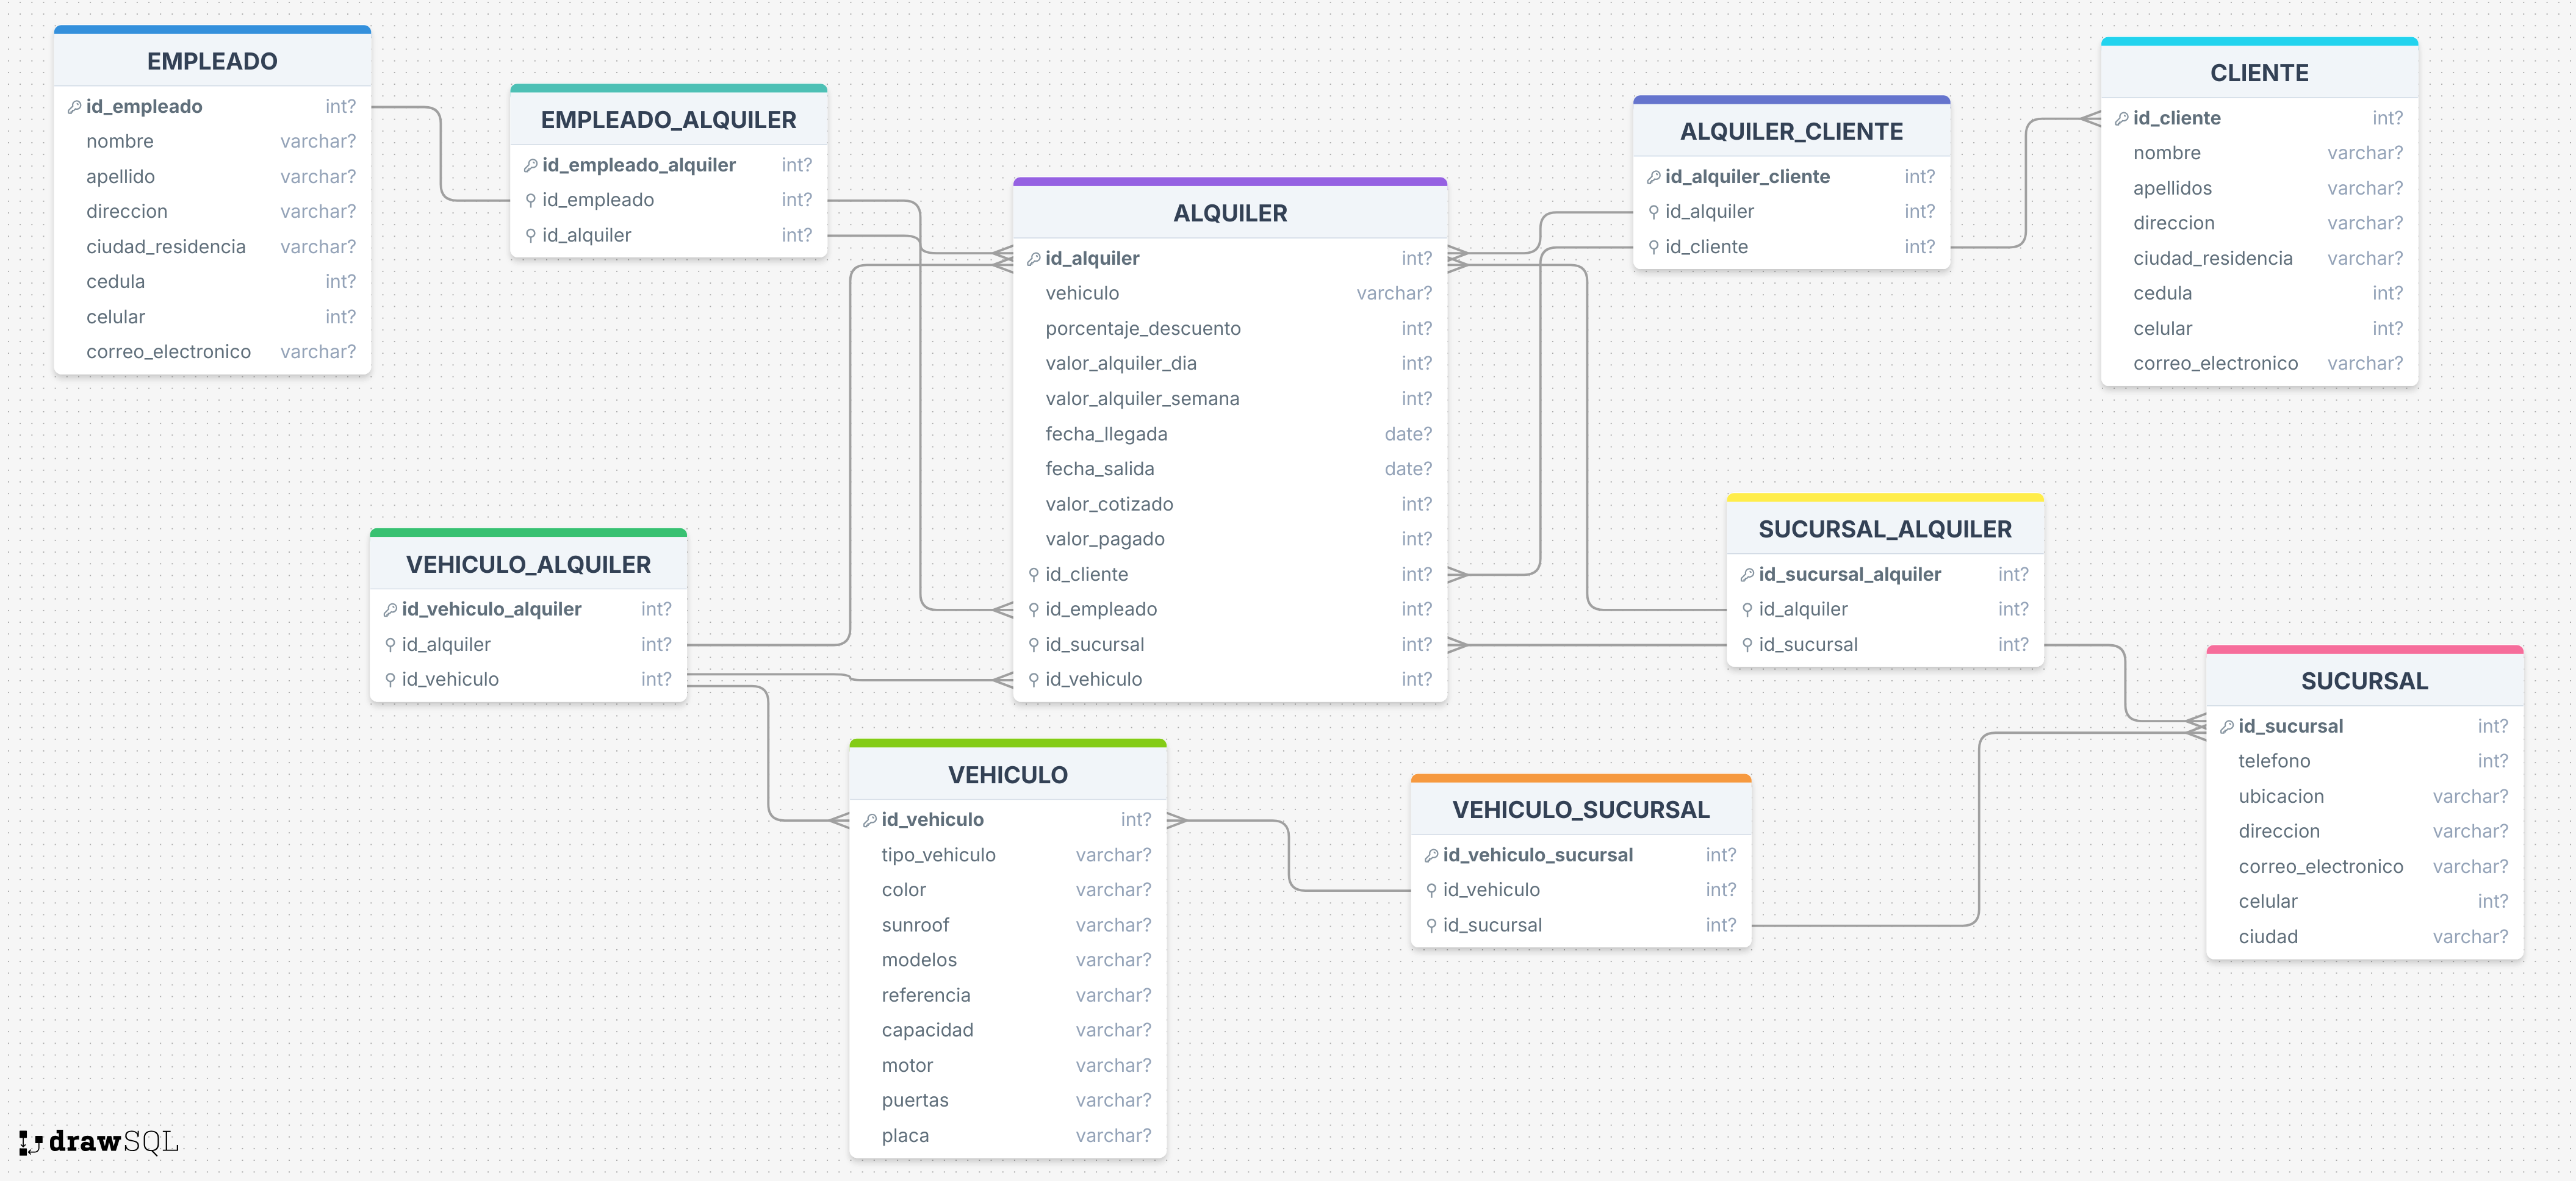 EMPLEADO
id_empleado int?
nombre varchar?
apellido varchar?
direccion varchar?
ciudad_residencia varchar?
cedula int?
celular int?
correo_electronico varchar?
EMPLEADO_ALQUILER
id_empleado_alquiler int?
id_empleado int?
id_alquiler int?
ALQUILER
id_alquiler int?
vehiculo varchar?
porcentaje_descuento int?
valor_alquiler_dia int?
valor_alquiler_semana int?
fecha_llegada date?
fecha_salida date?
valor_cotizado int?
valor_pagado int?
id_cliente int?
id_empleado int?
id_sucursal int?
id_vehiculo int?
ALQUILER_CLIENTE
id_alquiler_cliente int?
id_alquiler int?
id_cliente int?
CLIENTE
id_cliente int?
nombre varchar?
apellidos varchar?
direccion varchar?
ciudad_residencia varchar?
cedula int?
celular int?
correo_electronico varchar?
VEHICULO_ALQUILER
id_vehiculo_alquiler int?
id_alquiler int?
id_vehiculo int?
SUCURSAL_ALQUILER
id_sucursal_alquiler int?
id_alquiler int?
id_sucursal int?
SUCURSAL
id_sucursal int?
telefono int?
ubicacion varchar?
direccion varchar?
correo_electronico varchar?
celular int?
ciudad varchar?
VEHICULO
id_vehiculo int?
tipo_vehiculo varchar?
color varchar?
sunroof varchar?
modelos varchar?
referencia varchar?
capacidad varchar?
motor varchar?
puertas varchar?
placa varchar?
VEHICULO_SUCURSAL
id_vehiculo_sucursal int?
id_vehiculo int?
id_sucursal int?
drawSQL